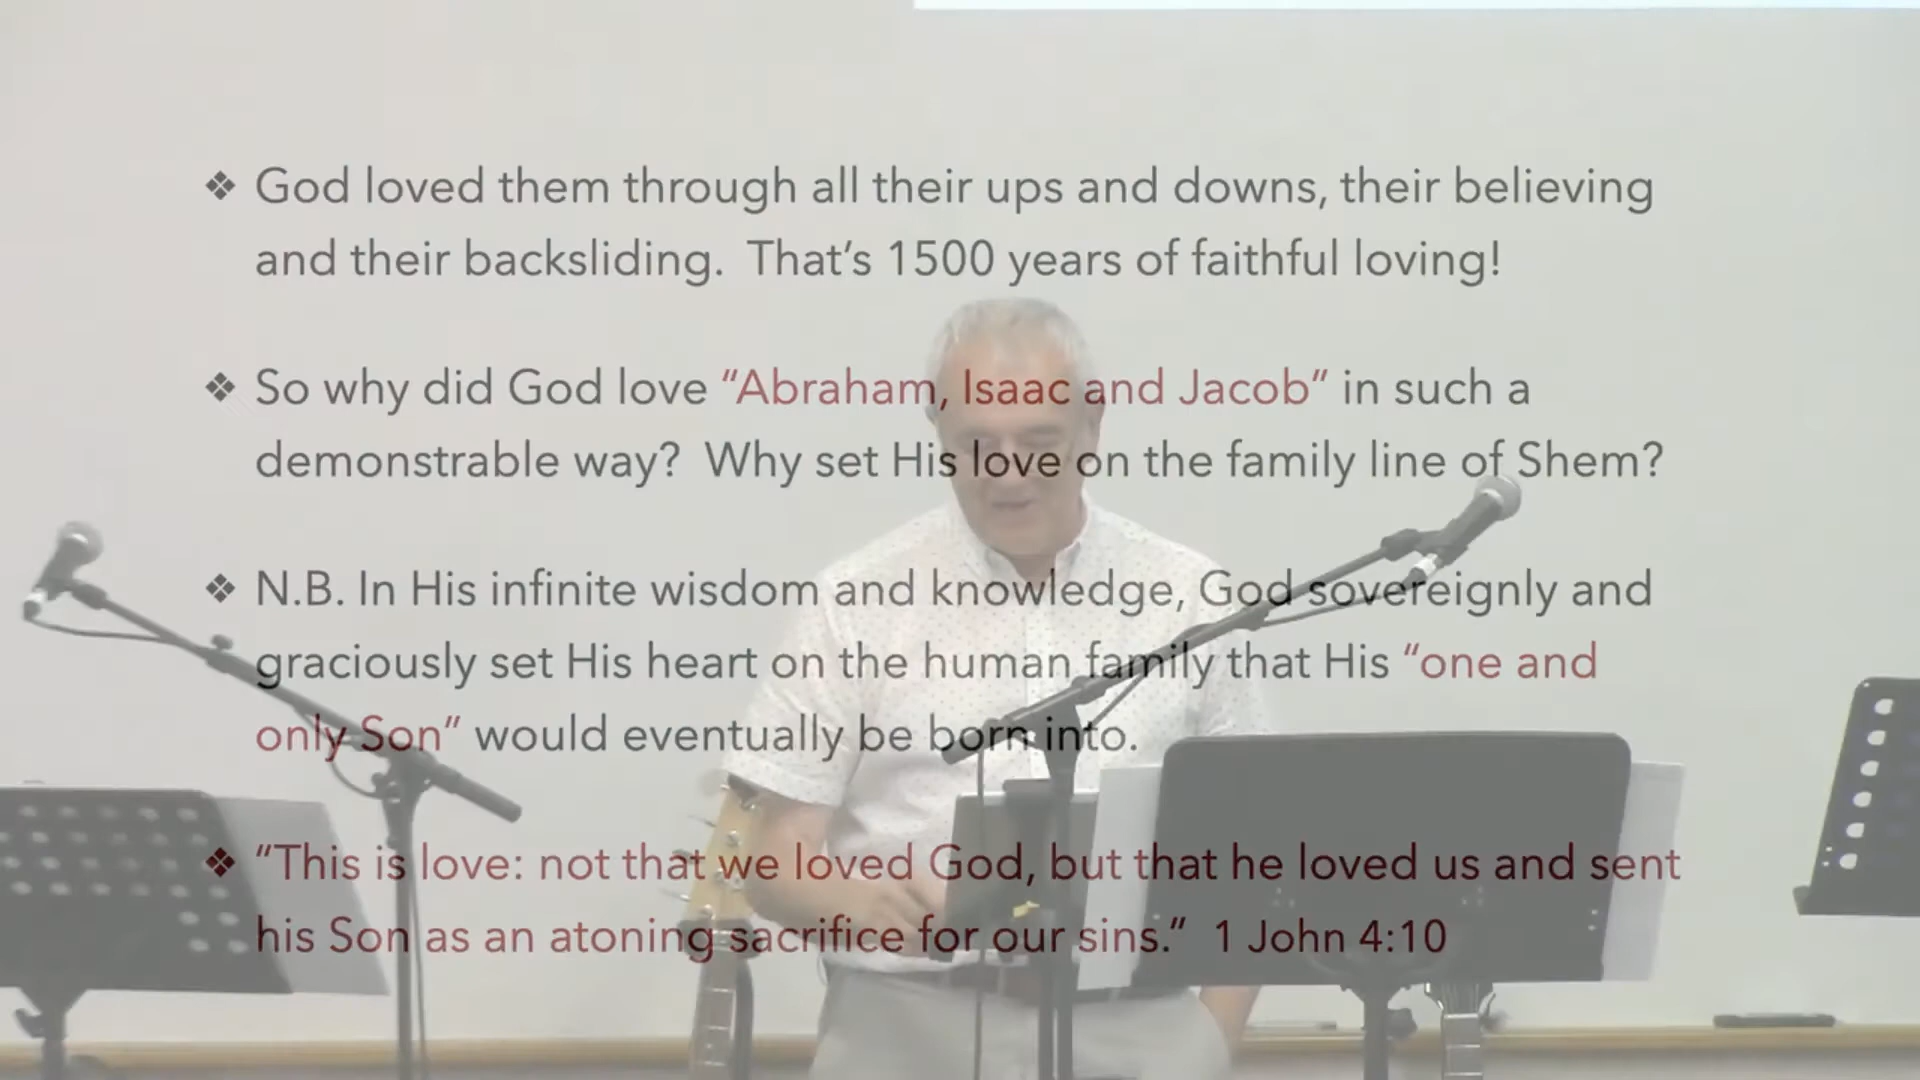 ❖ God loved them through all their ups and downs, their believing
and their backsliding. That’s 1500 years of faithful loving!
❖ So why did God love “Abraham, Isaac and Jacob” in such a
demonstrable way? Why set His love on the family line of Shem?
❖ N.B. In His infinite wisdom and knowledge, God sovereignly and
graciously set His heart on the human family that His “one and
only Son” would eventually be born into.
❖ “This is love: not that we loved God, but that he loved us and sent
his Son as an atoning sacrifice for our sins.” 1 John 4:10